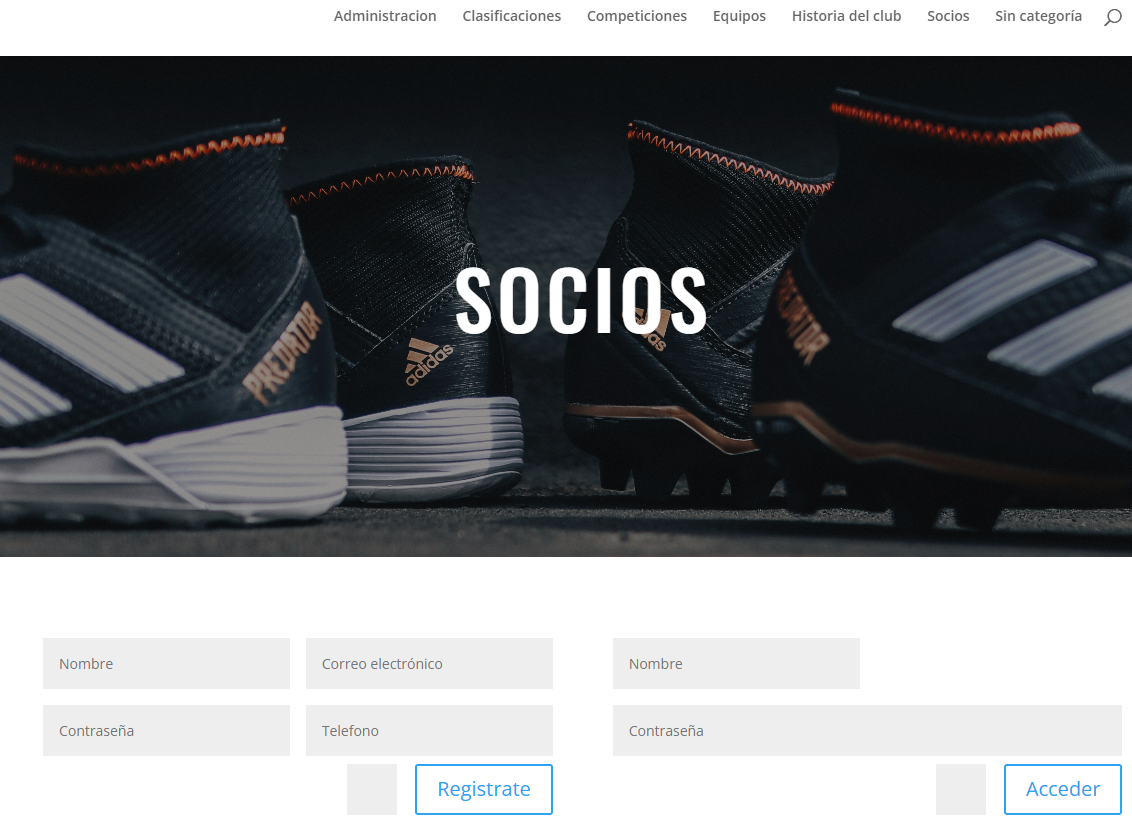 Administracion Clasificaciones Competiciones Equipos Historia del club Socios Sin categoría
SOCIOS
PREDATOR
adidas
adidas
PREDATOR
Nombre Correo electrónico
Contraseña Telefono
Registrate
Nombre
Contraseña
Acceder